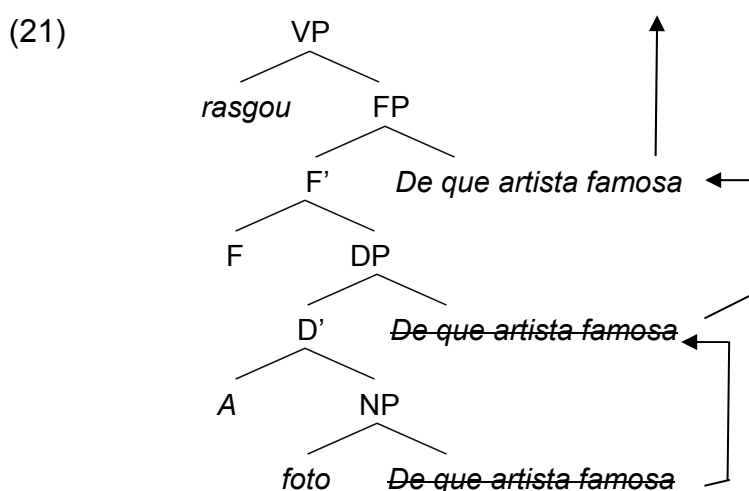 (21) VP
rasgou FP
F' De que artista famosa
F DP
D' De que artista famosa
A NP
foto De que artista famosa